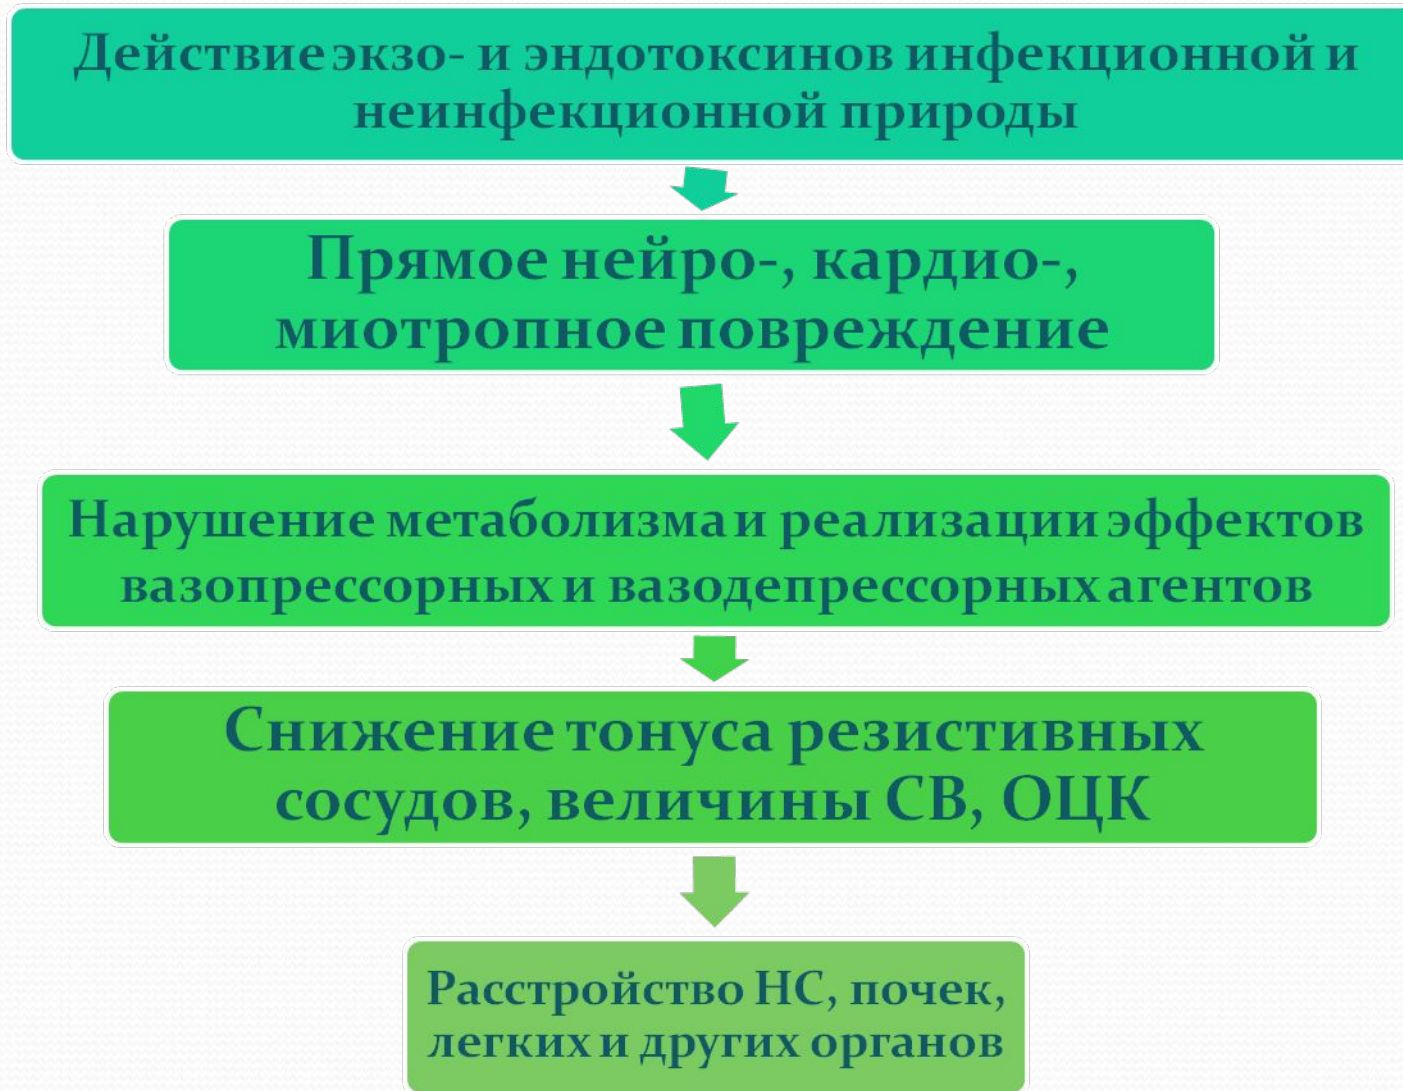 Действие экзо- и эндотоксинов инфекционной и
неинфекционной природы
Прямое нейро-, кардио-,
миотропное повреждение
Нарушение метаболизма и реализации эффектов
вазопрессорных и вазодепрессорных агентов
Снижение тонуса резистивных
сосудов, величины СВ, ОЦК
Расстройство НС, почек,
легких и других органов